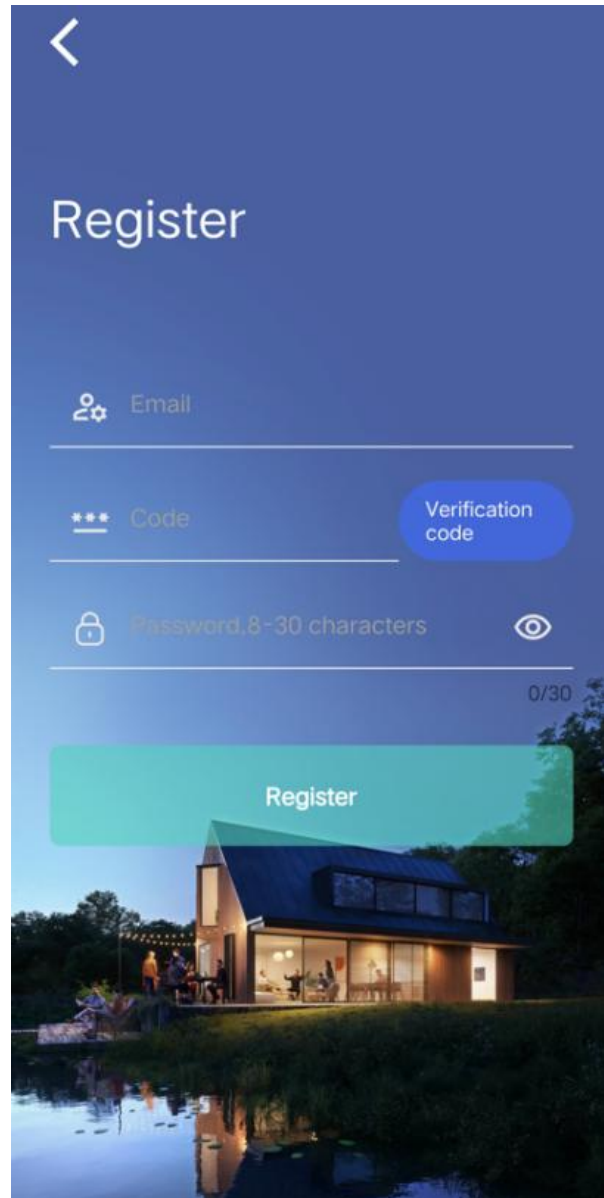 Register
Email
Code
Verification
code
Password,8-30 characters
0/30
Register